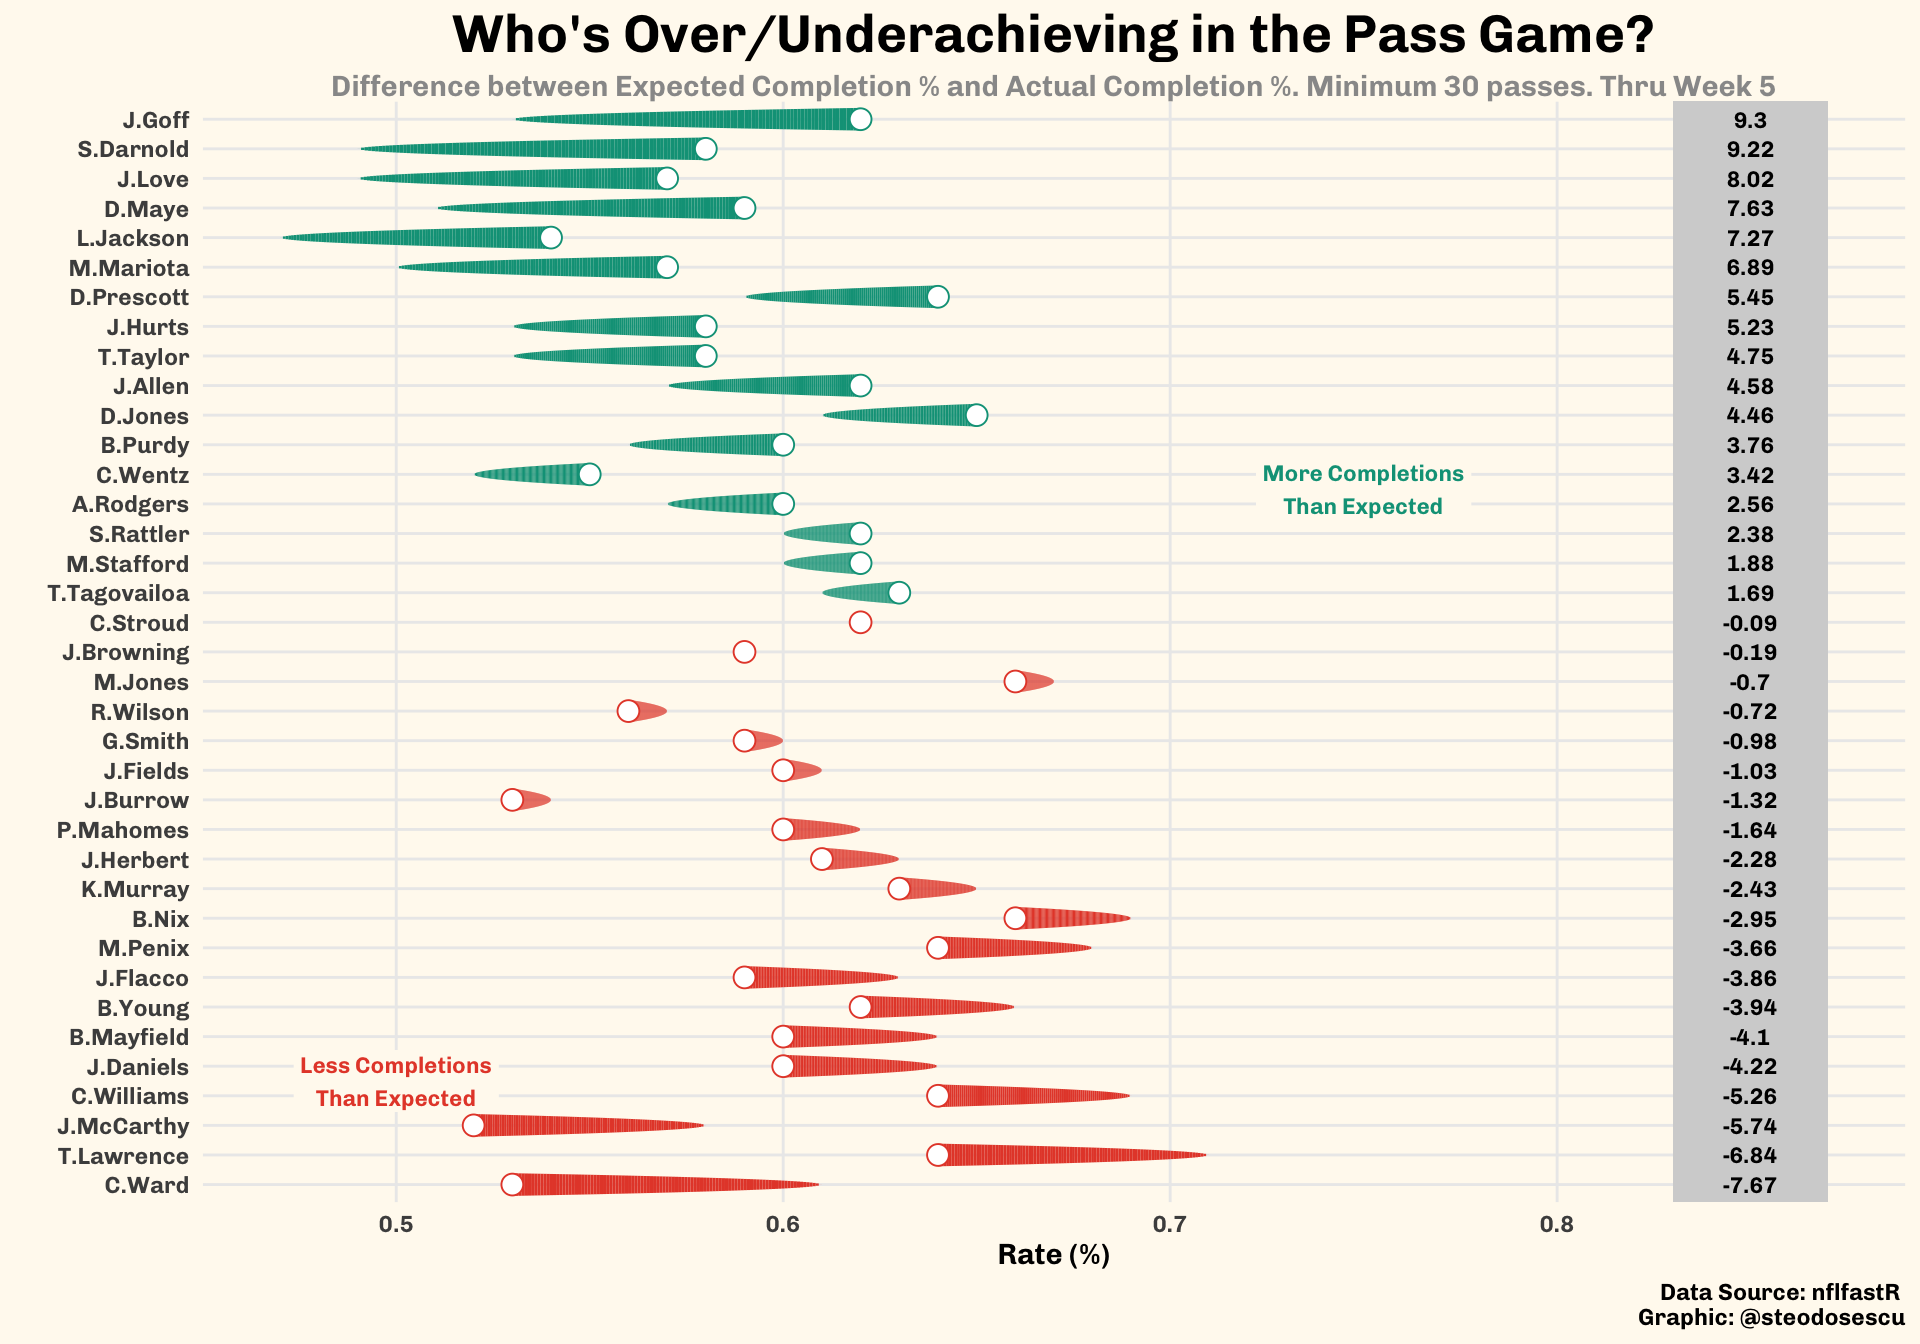 Who's Over/Underachieving in the Pass Game?
Difference between Expected Completion % and Actual Completion %. Minimum 30 passes. Thru Week 5
J.Goff 9.3
S.Darnold 9.22
J.Love 8.02
D.Maye 7.63
L.Jackson 7.27
M.Mariota 6.89
D.Prescott 5.45
J.Hurts 5.23
T.Taylor 4.75
J.Allen 4.58
D.Jones 4.46
B.Purdy 3.76
C.Wentz More Completions 3.42
A.Rodgers Than Expected 2.56
S.Rattler 2.38
M.Stafford 1.88
T.Tagovailoa 1.69
C.Stroud -0.09
J.Browning -0.19
M.Jones -0.7
R.Wilson -0.72
G.Smith -0.98
J.Fields -1.03
J.Burrow -1.32
P.Mahomes -1.64
J.Herbert -2.28
K.Murray -2.43
B.Nix -2.95
M.Penix -3.66
J.Flacco -3.86
B.Young -3.94
B.Mayfield -4.1
J.Daniels Less Completions -4.22
C.Williams Than Expected -5.26
J.McCarthy -5.74
T.Lawrence -6.84
C.Ward -7.67
0.5 0.6 0.7 0.8
Rate (%)
Data Source: nflfastR
Graphic: @steodosescu